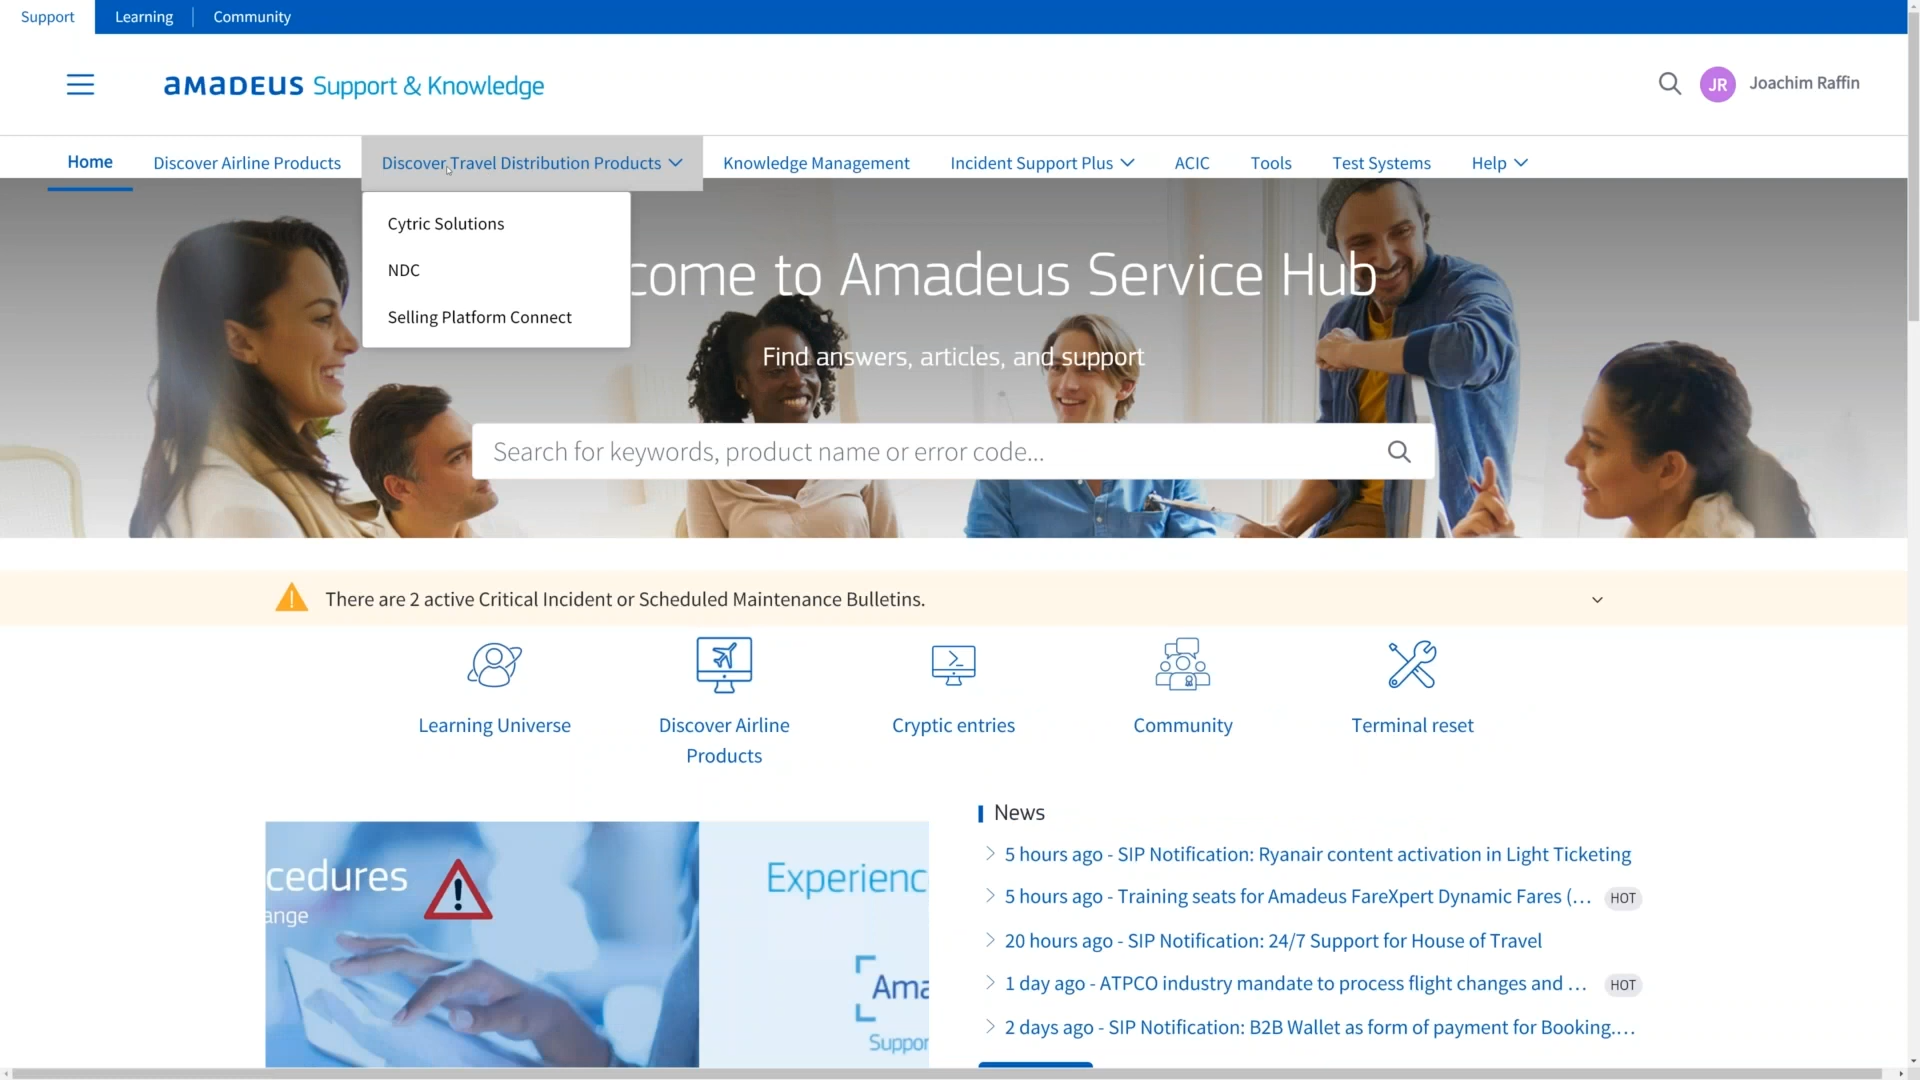 Support
Learning
Community
amadeus Support & Knowledge
JR
Joachim Raffin
Home
Discover Airline Products
Discover Travel Distribution Products
Knowledge Management
Incident Support Plus
ACIC
Tools
Test Systems
Help
Cytric Solutions
NDC
Selling Platform Connect
come to Amadeus Service Hub
Find answers, articles, and support
Search for keywords, product name or error code...
There are 2 active Critical Incident or Scheduled Maintenance Bulletins.
Learning Universe
Discover Airline
Products
Cryptic entries
Community
Terminal reset
cedures
ange
Experienc
Ama
Suppor
News
5 hours ago - SIP Notification: Ryanair content activation in Light Ticketing
5 hours ago - Training seats for Amadeus FareXpert Dynamic Fares (... HOT
20 hours ago - SIP Notification: 24/7 Support for House of Travel
1 day ago - ATPCO industry mandate to process flight changes and ... HOT
2 days ago - SIP Notification: B2B Wallet as form of payment for Booking....